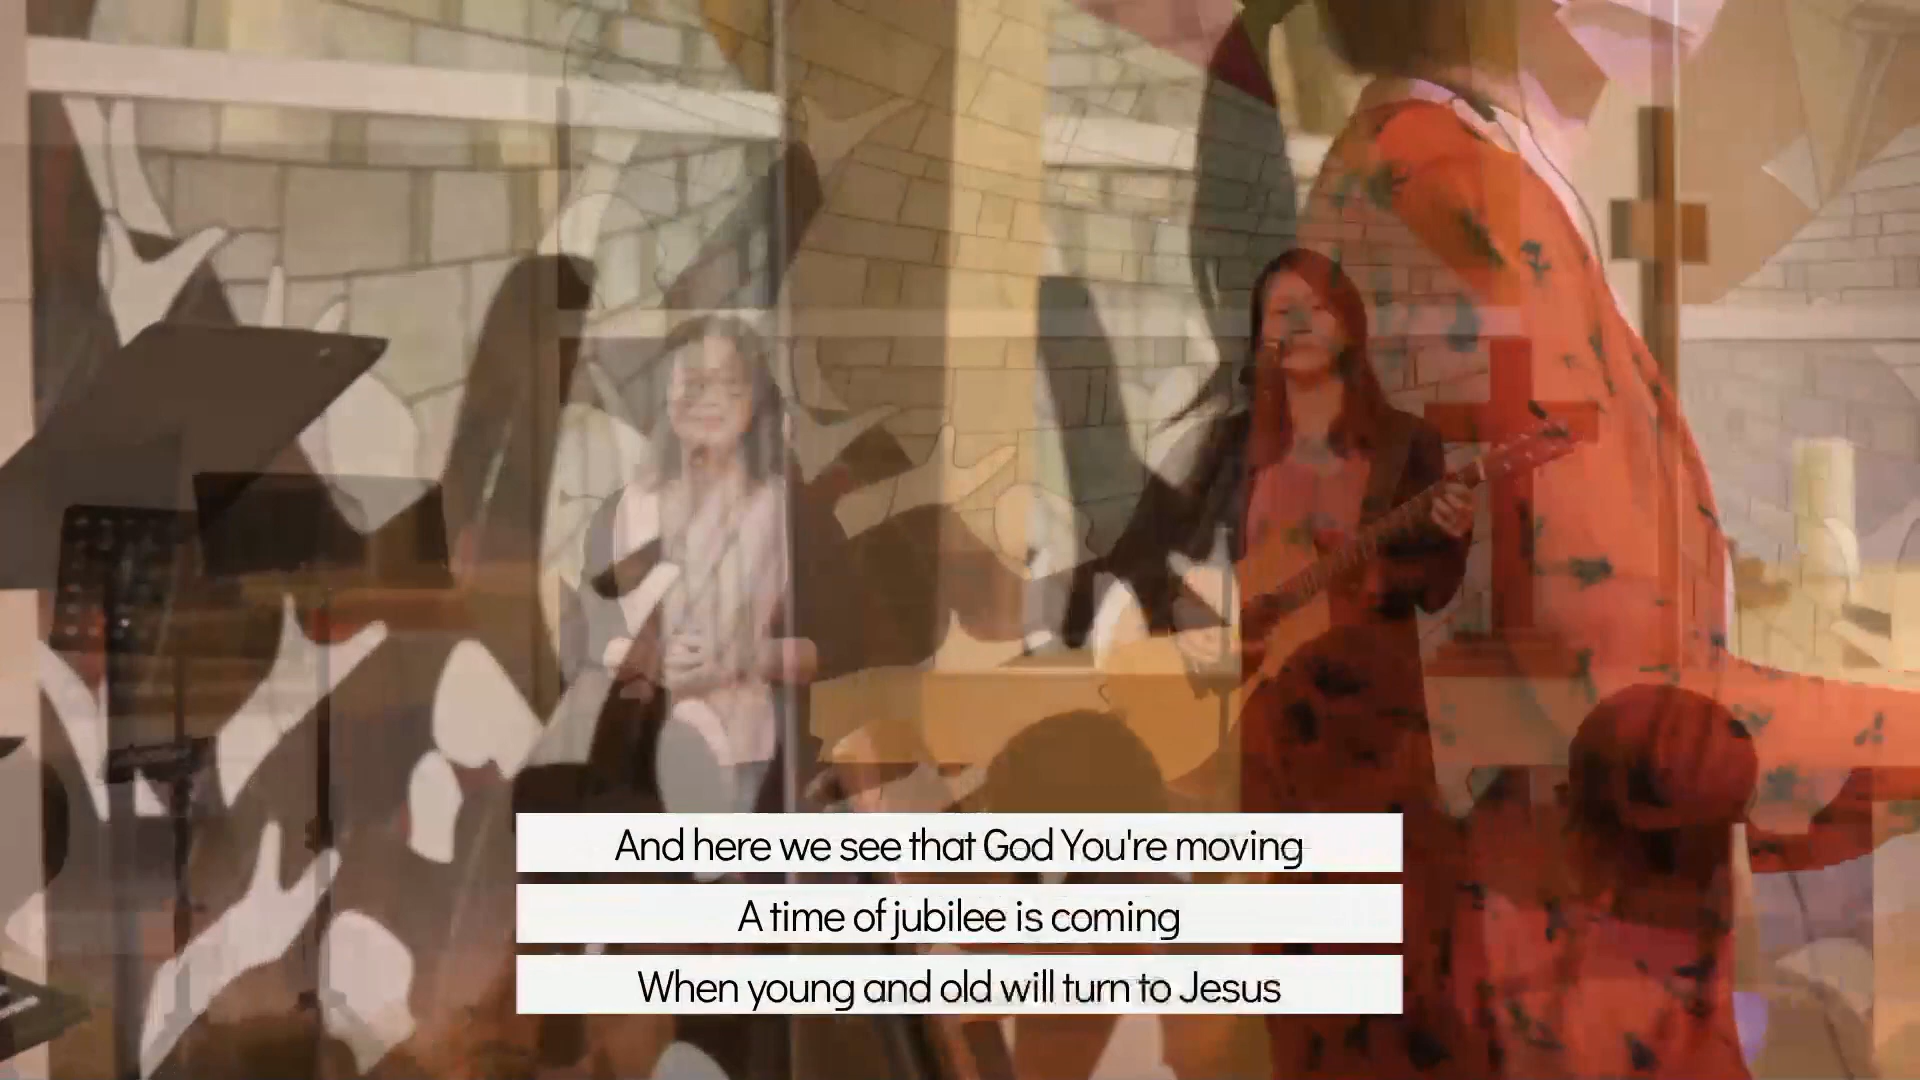 And here we see that God You're moving
A time of jubilee is coming
When young and old will turn to Jesus